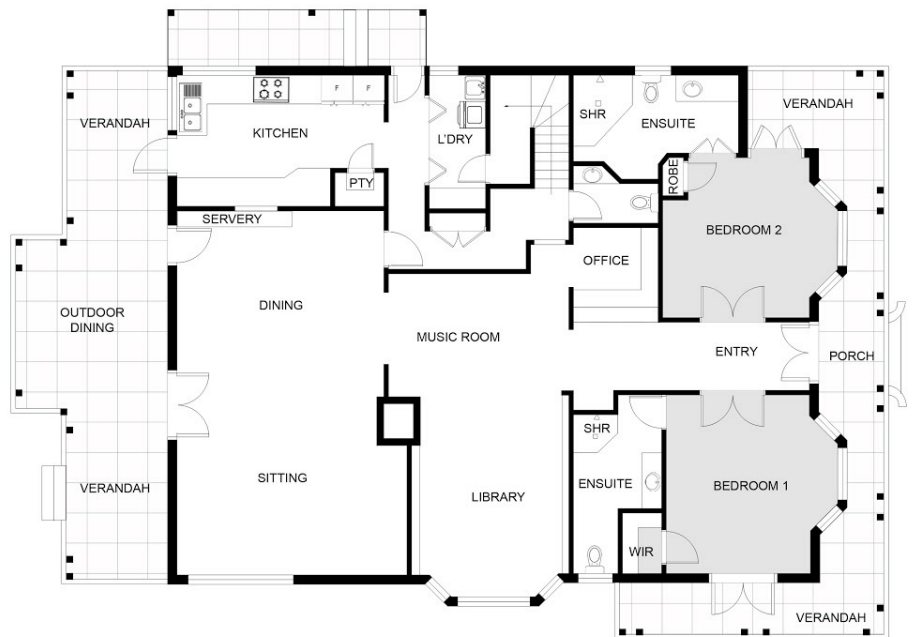 VERANDAH
KITCHEN
F
F
L'DRY
SHR
ENSUITE
VERANDAH
PTY
ROBE
SERVERY
BEDROOM 2
OFFICE
DINING
OUTDOOR
DINING
MUSIC ROOM
ENTRY
PORCH
SHR
SITTING
VERANDAH
LIBRARY
ENSUITE
BEDROOM 1
WIR
VERANDAH